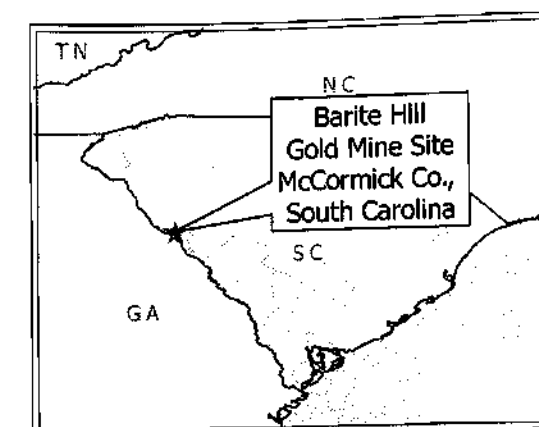 TN
NC
Barite Hill
Gold Mine Site
McCormick Co.,
South Carolina
SC
GA